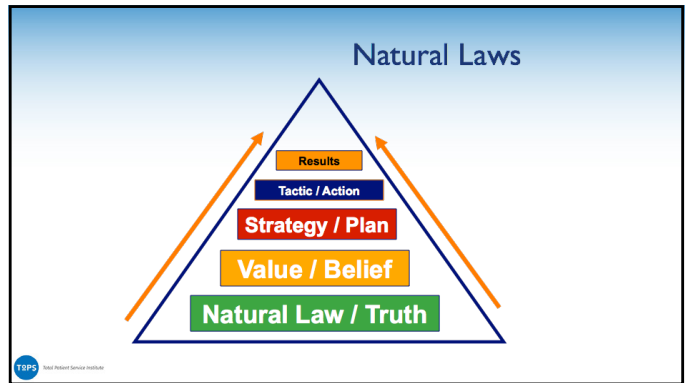 Natural Laws
Results
Tactic / Action
Strategy / Plan
Value / Belief
Natural Law / Truth
TOPS Total Patient Service Institute